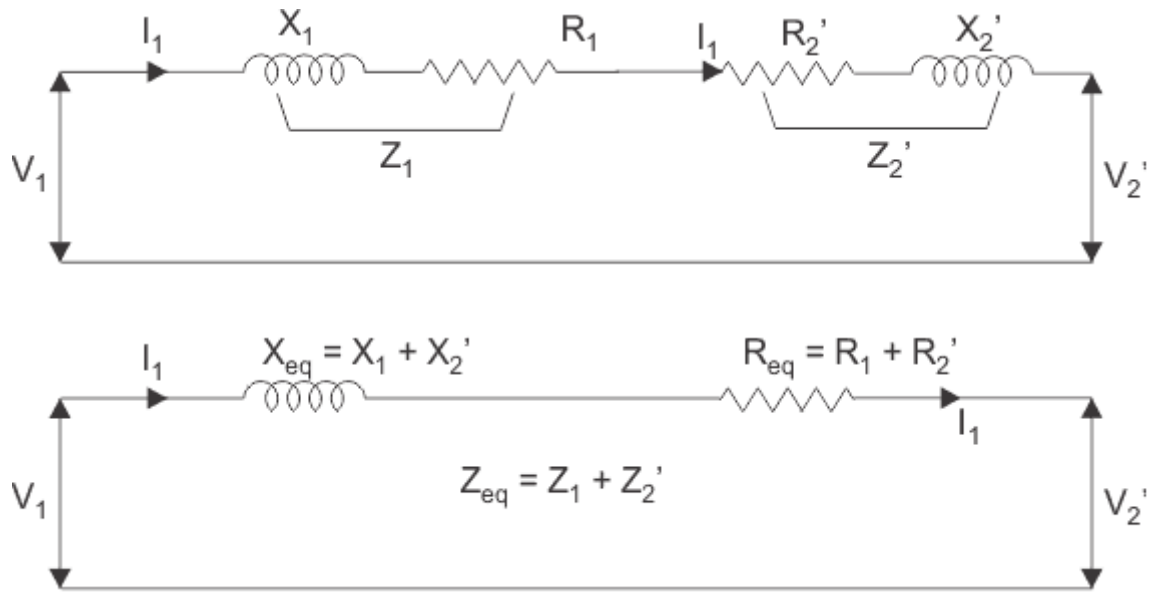 I₁ X₁ R₁ I₁ R₂’ X₂’
V₁ Z₁ Z₂’ V₂’
I₁ Xeq = X₁ + X₂’ Req = R₁ + R₂’
I₁
V₁ Zeq = Z₁ + Z₂’ V₂’